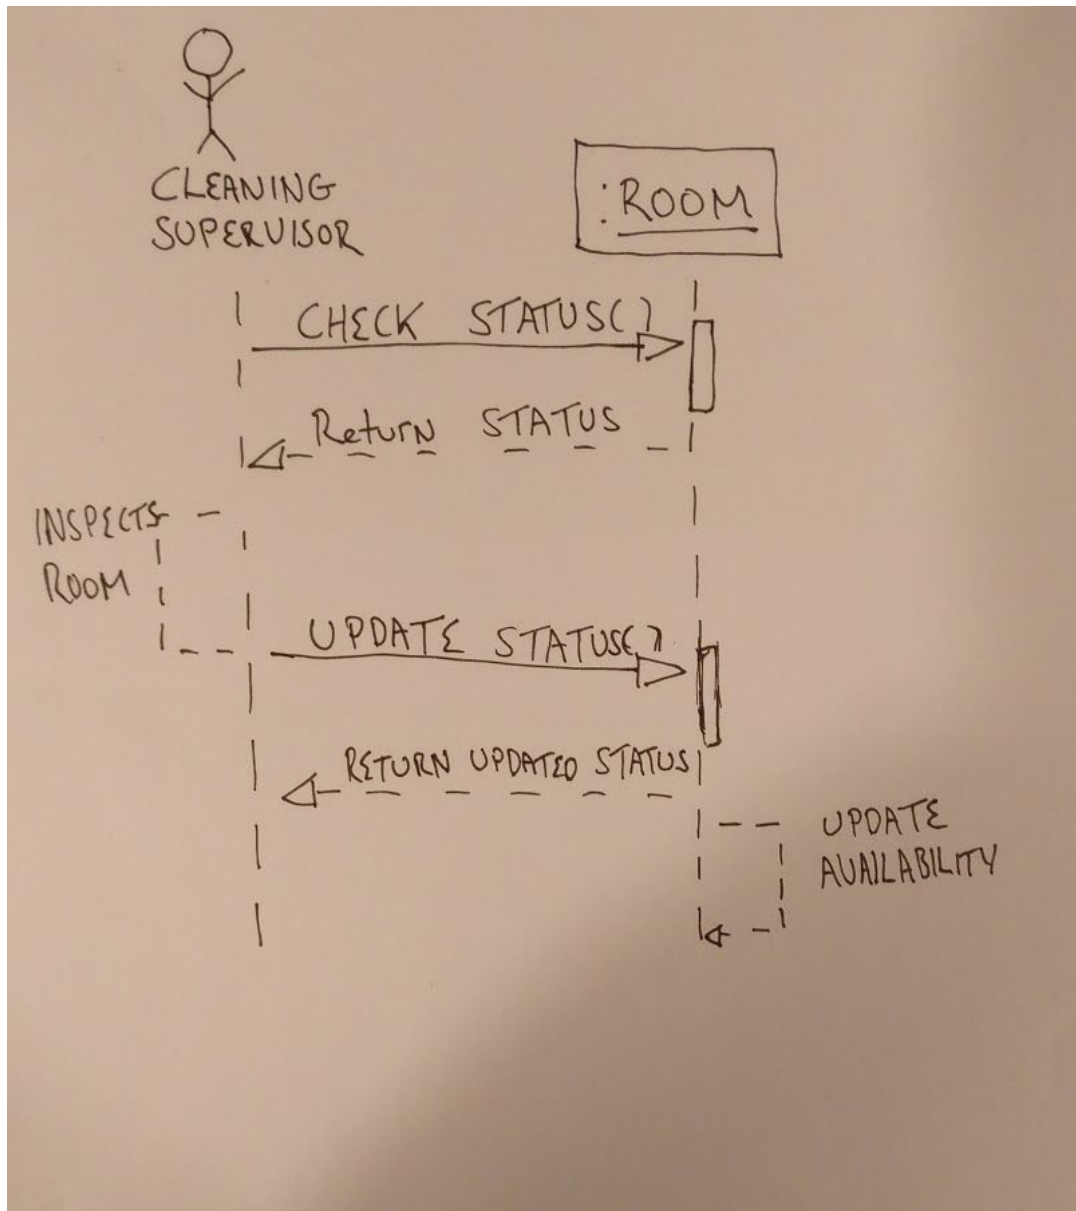 CLEANING
SUPERVISOR
:ROOM
CHECK STATUS()
Return STATUS
INSPECTS
ROOM
UPDATE STATUS()
RETURN UPDATED STATUS
UPDATE
AVAILABILITY